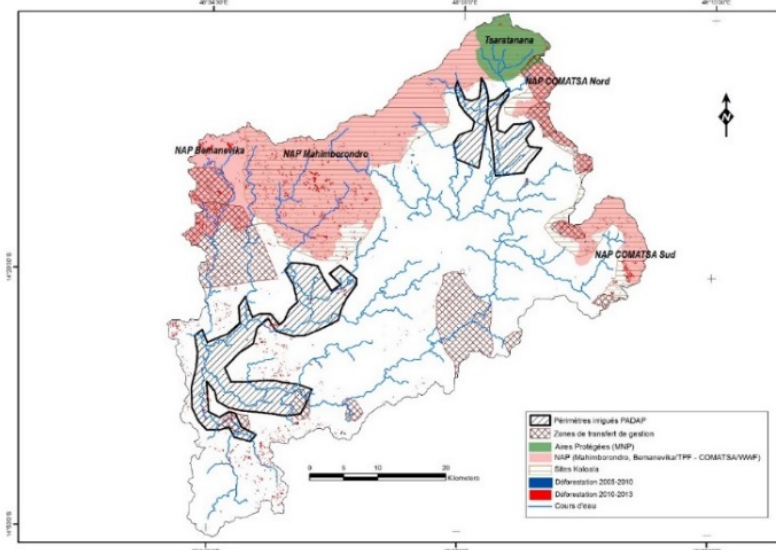 Tsaratanana
NAP COMATSA Nord
N
NAP Bemanevika
NAP Mahimborondro
NAP COMATSA Sud
Périmètres irrigués PADAP
Zones de transfert de gestion
Aires Protégées (MNP)
NAP (Mahimborondro, Bemanevika/TPF - COMATSA/WWF)
Sites Koloala
Déforestation 2005-2010
Déforestation 2010-2013
Cours d'eau
0 5 10 20
Kilometers